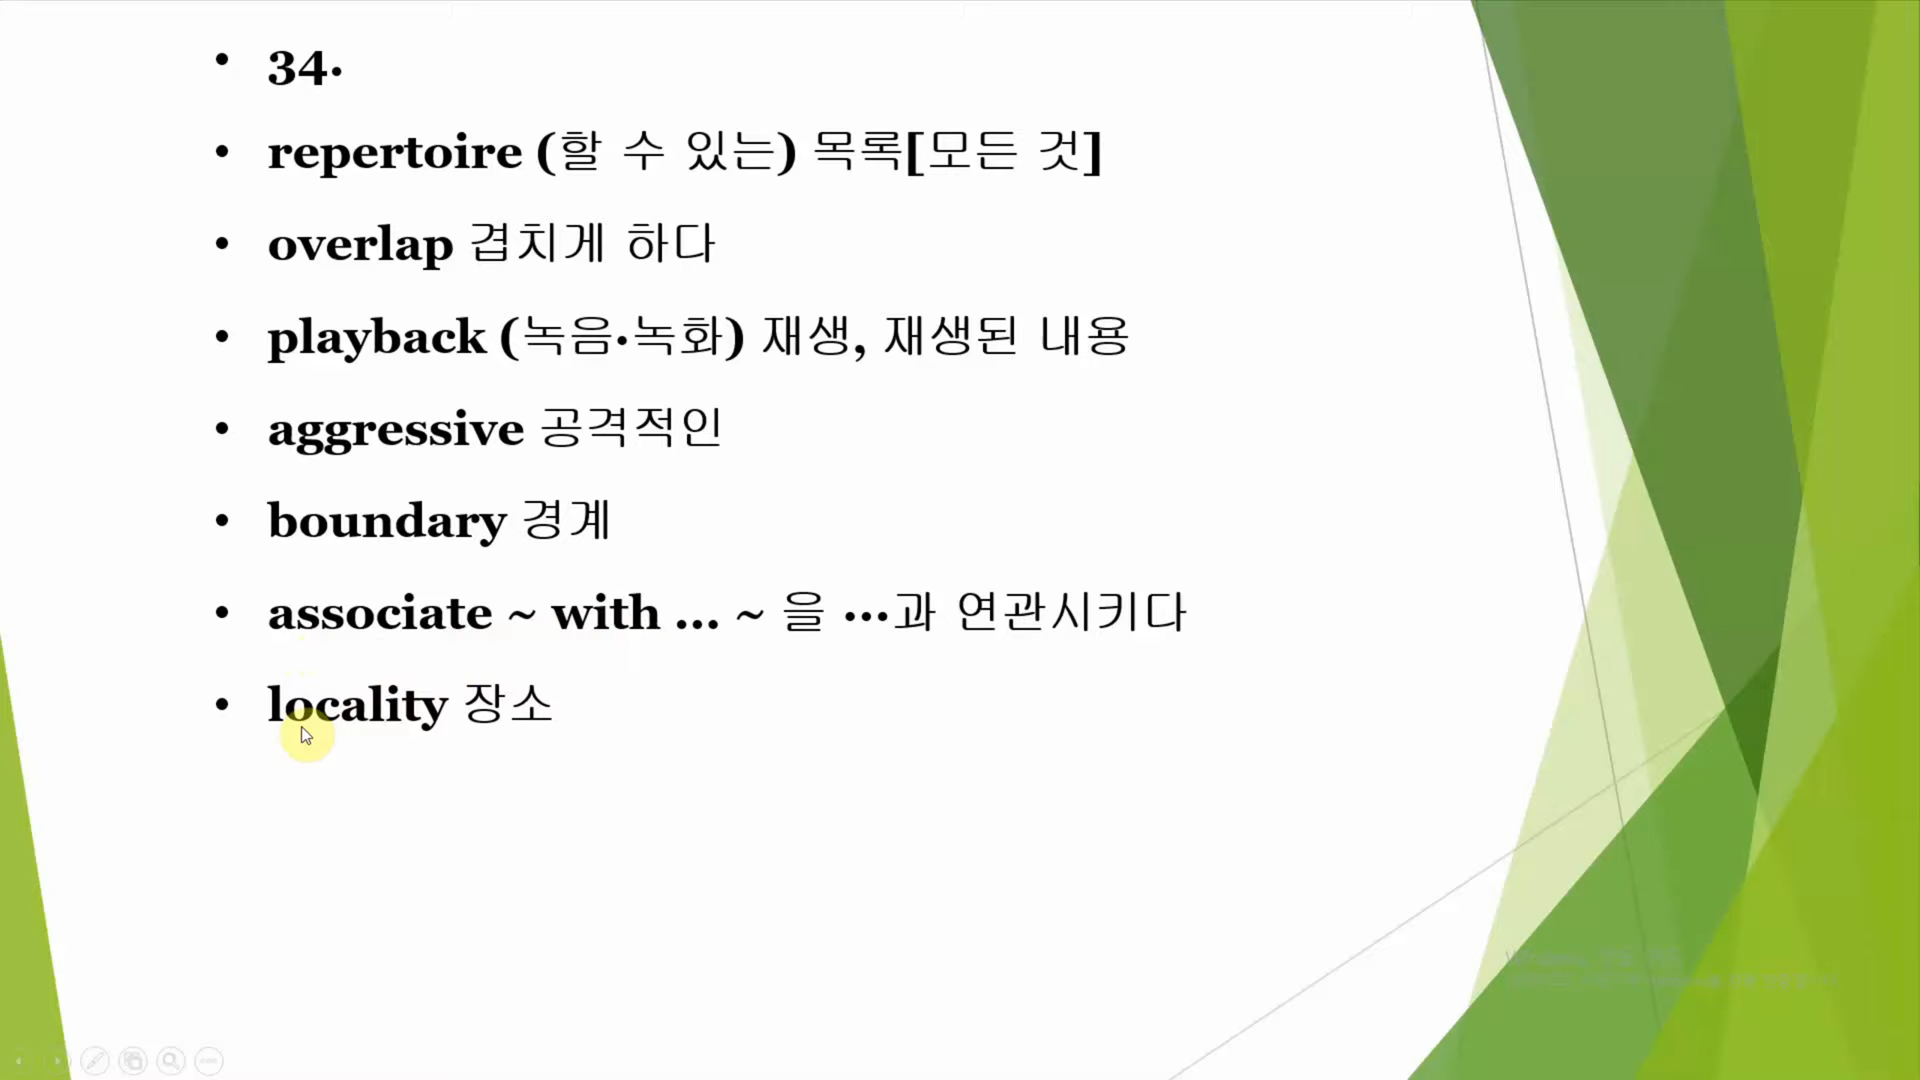 • 34.
• repertoire (할 수 있는) 목록[모든 것]
• overlap 겹치게 하다
• playback (녹음·녹화) 재생, 재생된 내용
• aggressive 공격적인
• boundary 경계
• associate ~ with ... ~ 을 ...과 연관시키다
• locality 장소